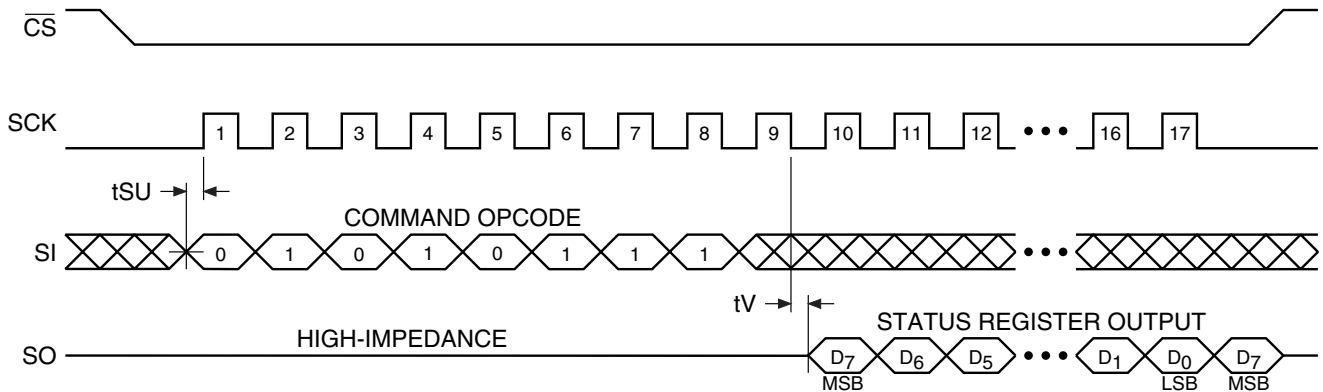 C̅S̅
SCK 1 2 3 4 5 6 7 8 9 10 11 12 ••• 16 17
tSU
COMMAND OPCODE
SI 0 1 0 1 0 1 1 1 •••
tV
HIGH-IMPEDANCE STATUS REGISTER OUTPUT
SO D₇ D₆ D₅ ••• D₁ D₀ D₇
MSB LSB MSB